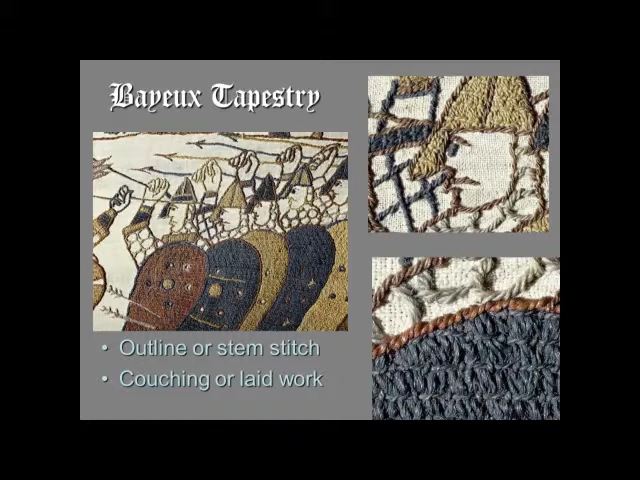 Bayeux Tapestry
• Outline or stem stitch
• Couching or laid work